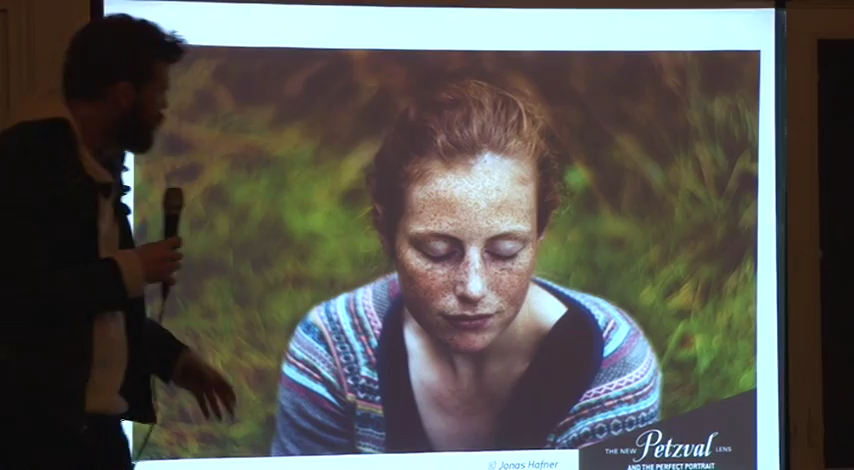 THE NEW Petzval LENS
AND THE PERFECT PORTRAIT
© Jonas Hafner